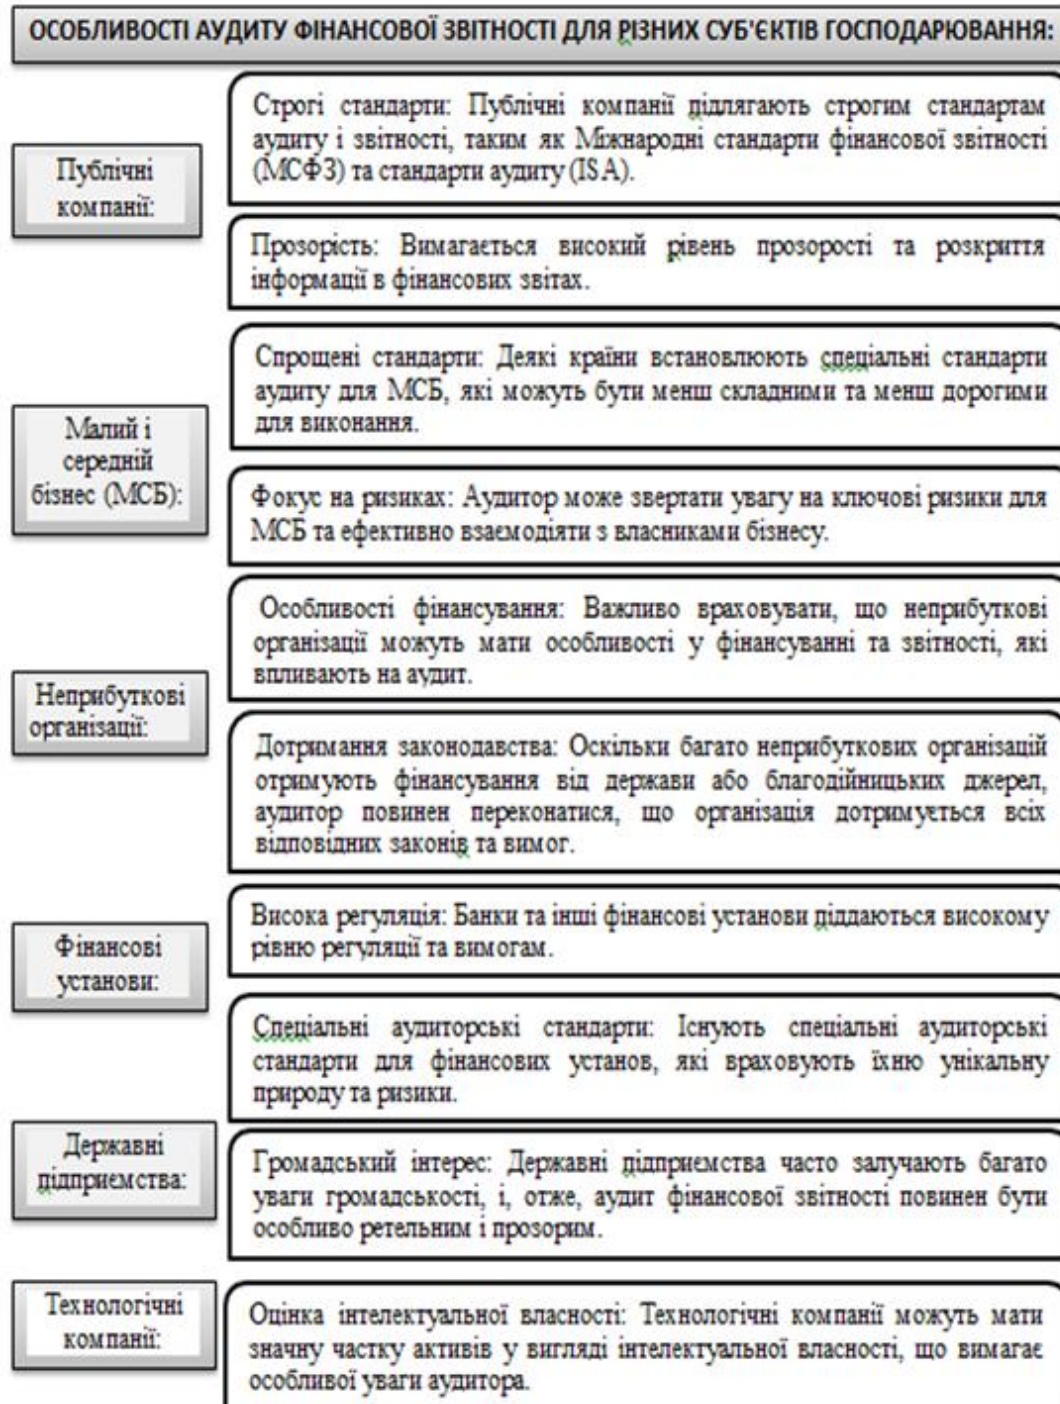 ОСОБЛИВОСТІ АУДИТУ ФІНАНСОВОЇ ЗВІТНОСТІ ДЛЯ РІЗНИХ СУБ'ЄКТІВ ГОСПОДАРЮВАННЯ:
Публічні
компанії:
Строгі стандарти: Публічні компанії підлягають строгим стандартам
аудиту і звітності, таким як Міжнародні стандарти фінансової звітності
(МСФЗ) та стандарти аудиту (ISA).
Прозорість: Вимагається високий рівень прозорості та розкриття
інформації в фінансових звітах.
Малий і
середній
бізнес (МСБ):
Спрощені стандарти: Деякі країни встановлюють спеціальні стандарти
аудиту для МСБ, які можуть бути менш складними та менш дорогими
для виконання.
Фокус на ризиках: Аудитор може звертати увагу на ключові ризики для
МСБ та ефективно взаємодіяти з власниками бізнесу.
Неприбуткові
організації:
Особливості фінансування: Важливо враховувати, що неприбуткові
організації можуть мати особливості у фінансуванні та звітності, які
впливають на аудит.
Дотримання законодавства: Оскільки багато неприбуткових організацій
отримують фінансування від держави або благодійницьких джерел,
аудитор повинен переконатися, що організація дотримується всіх
відповідних законів та вимог.
Фінансові
установи:
Висока регуляція: Банки та інші фінансові установи піддаються високому
рівню регуляції та вимогам.
Спеціальні аудиторські стандарти: Існують спеціальні аудиторські
стандарти для фінансових установ, які враховують їхню унікальну
природу та ризики.
Державні
підприємства:
Громадський інтерес: Державні підприємства часто залучають багато
уваги громадськості, і, отже, аудит фінансової звітності повинен бути
особливо ретельним і прозорим.
Технологічні
компанії:
Оцінка інтелектуальної власності: Технологічні компанії можуть мати
значну частку активів у вигляді інтелектуальної власності, що вимагає
особливої уваги аудитора.